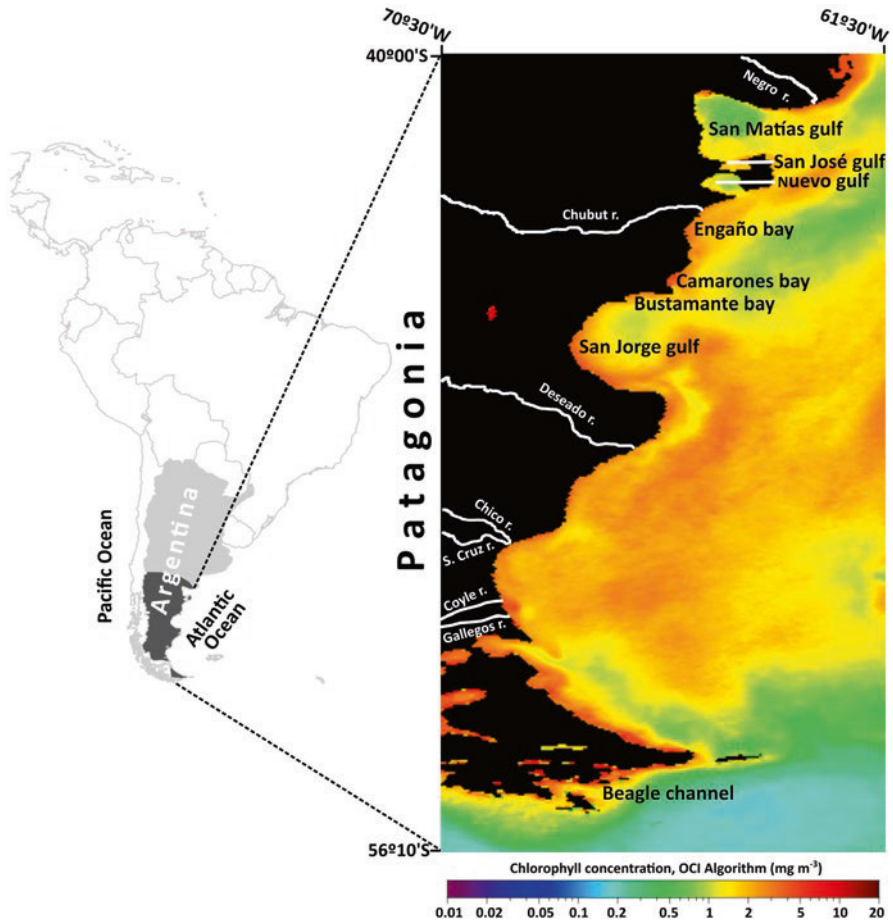 70º30'W
61º30'W
40º00'S
Negro r.
San Matías gulf
San José gulf
Nuevo gulf
Chubut r.
Engaño bay
Camarones bay
Bustamante bay
San Jorge gulf
Patagonia
Deseado r.
Argentina
Pacific Ocean
Atlantic
Ocean
Chico r.
S. Cruz r.
Coyle r.
Gallegos r.
Beagle channel
56º10'S
Chlorophyll concentration, OCI Algorithm (mg m-3)
0.01 0.02 0.05 0.1 0.2 0.5 1 2 5 10 20